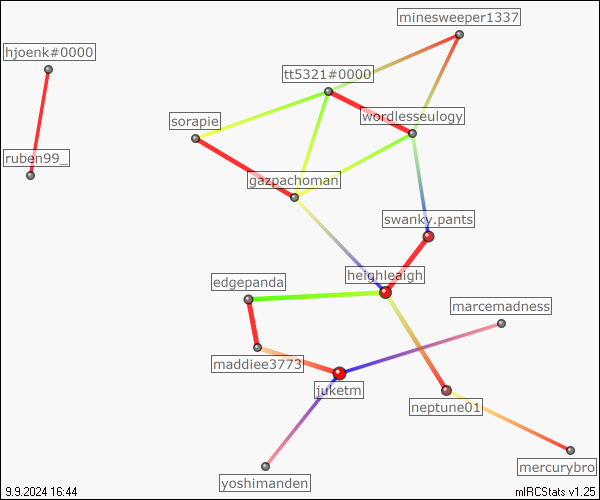 minesweeper1337
hjoenk#0000
tt5321#0000
wordlesseulogy
sorapie
ruben99_
gazpachoman
swanky.pants
heighleaigh
edgepanda
marcemadness
maddiee3773
juketm
neptune01
mercurybro
yoshimanden
9.9.2024 16:44
mIRCStats v1.25